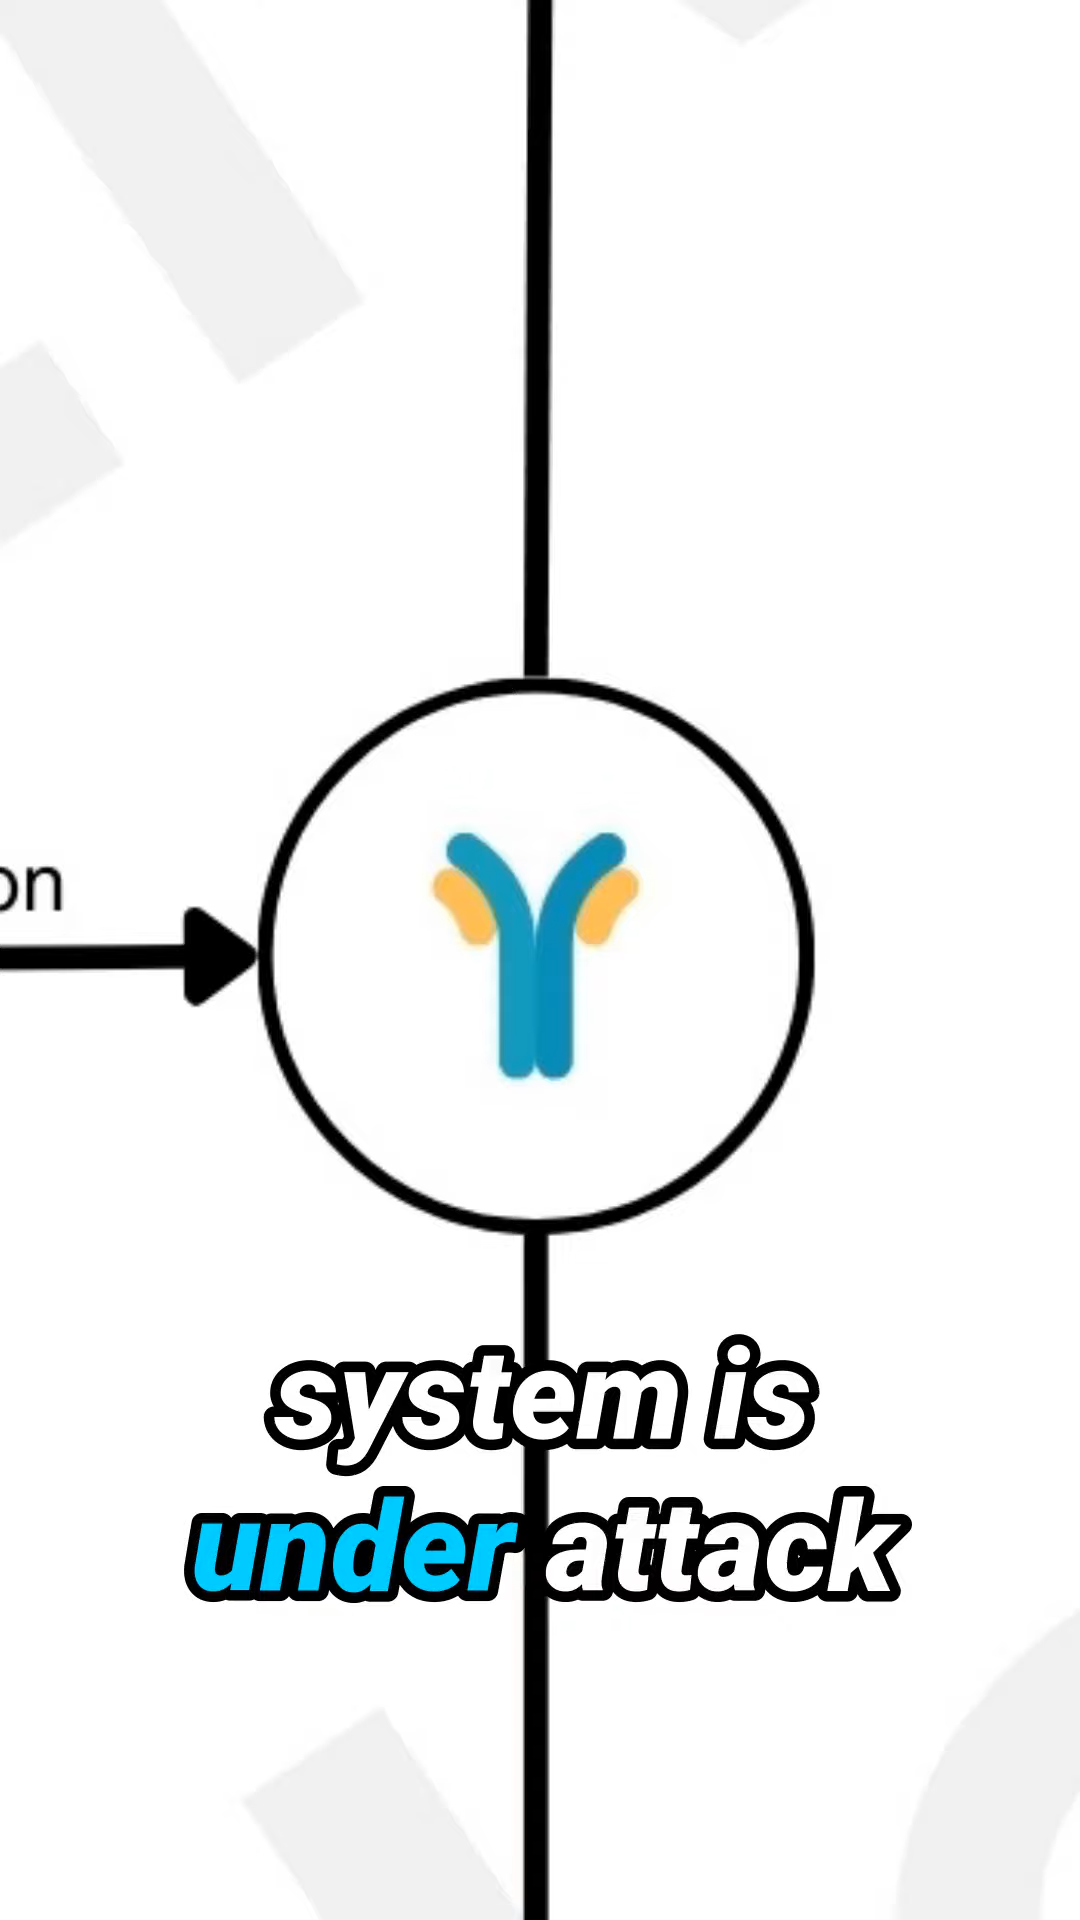 on
system is
under attack